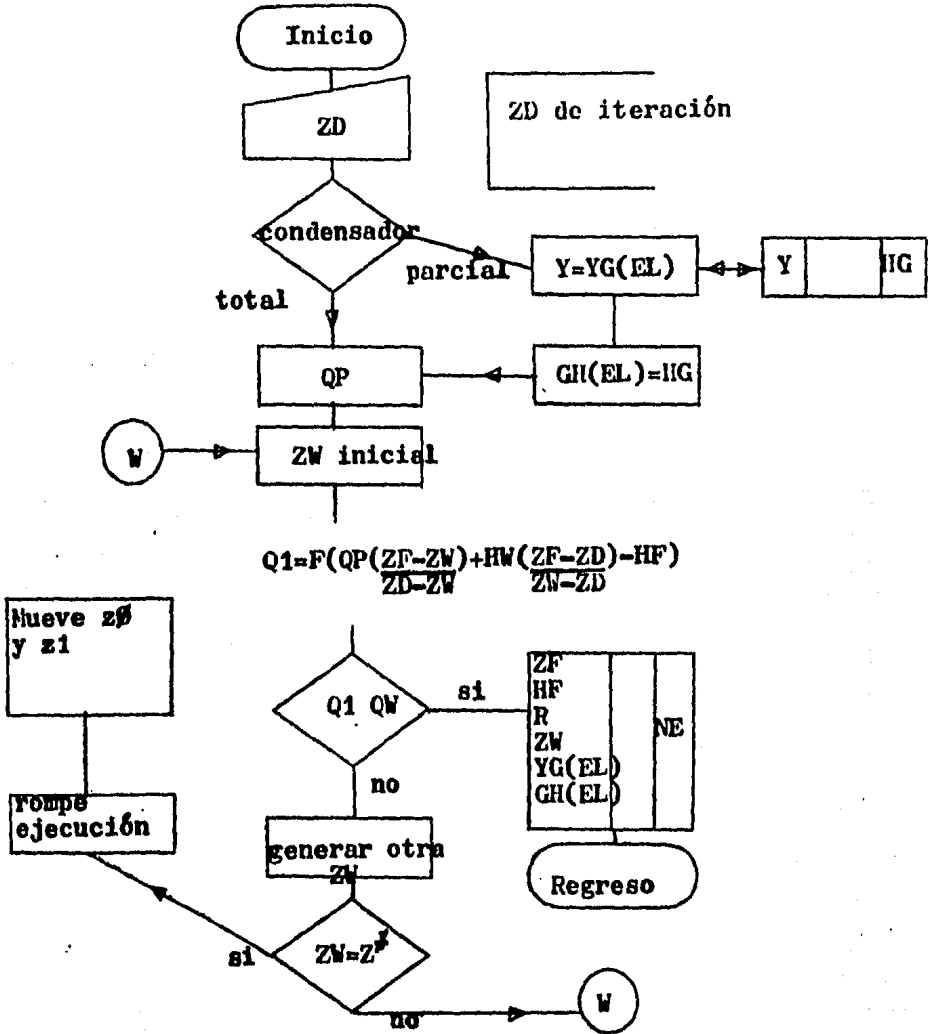 Inicio
ZD
ZD de iteración
condensador
parcial
total
Y=YG(EL)
Y HG
QP
GH(EL)=HG
W
ZW inicial
Q1=F(QP(ZF-ZW)+HW(ZF-ZD)-HF)
ZD-ZW ZW-ZD
Mueve zØ
y z1
Q1 QW
si
ZF
HF
R
ZW
YG(EL)
GH(EL)
NE
no
rompe
ejecución
generar otra
ZW
Regreso
si
no
W